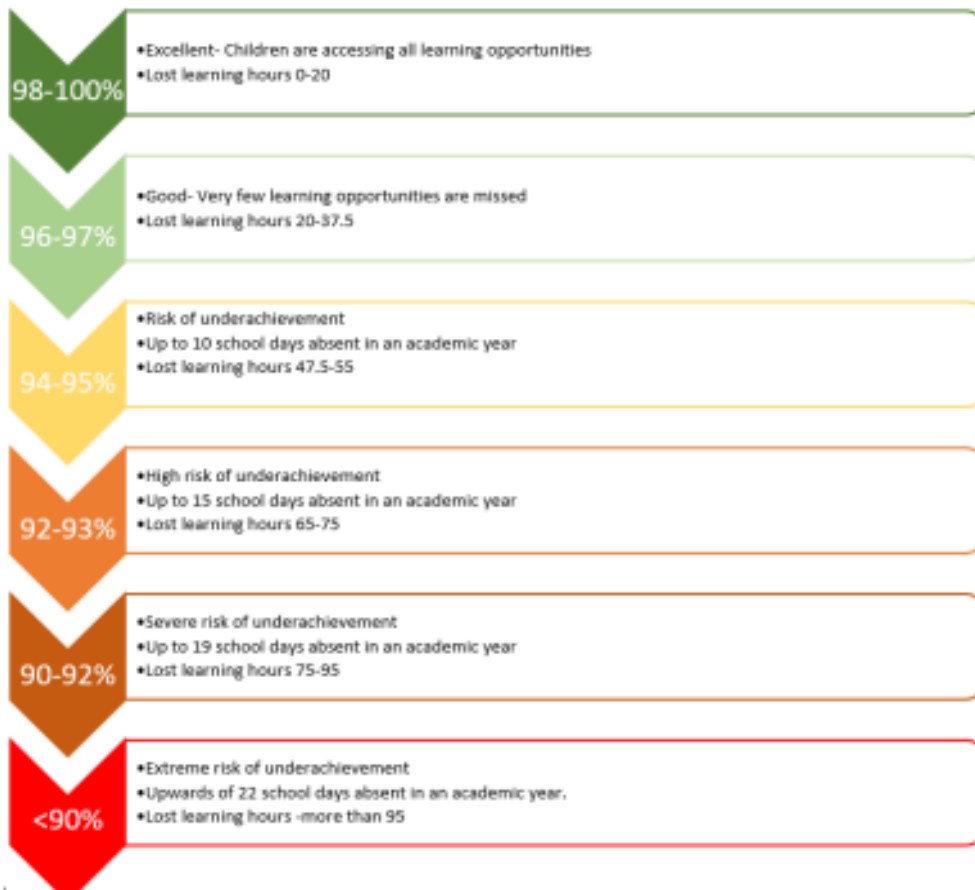 98-100%
•Excellent- Children are accessing all learning opportunities
•Lost learning hours 0-20
96-97%
•Good- Very few learning opportunities are missed
•Lost learning hours 20-37.5
94-95%
•Risk of underachievement
•Up to 10 school days absent in an academic year
•Lost learning hours 47.5-55
92-93%
•High risk of underachievement
•Up to 15 school days absent in an academic year
•Lost learning hours 65-75
90-92%
•Severe risk of underachievement
•Up to 19 school days absent in an academic year
•Lost learning hours 75-95
<90%
•Extreme risk of underachievement
•Upwards of 22 school days absent in an academic year.
•Lost learning hours -more than 95